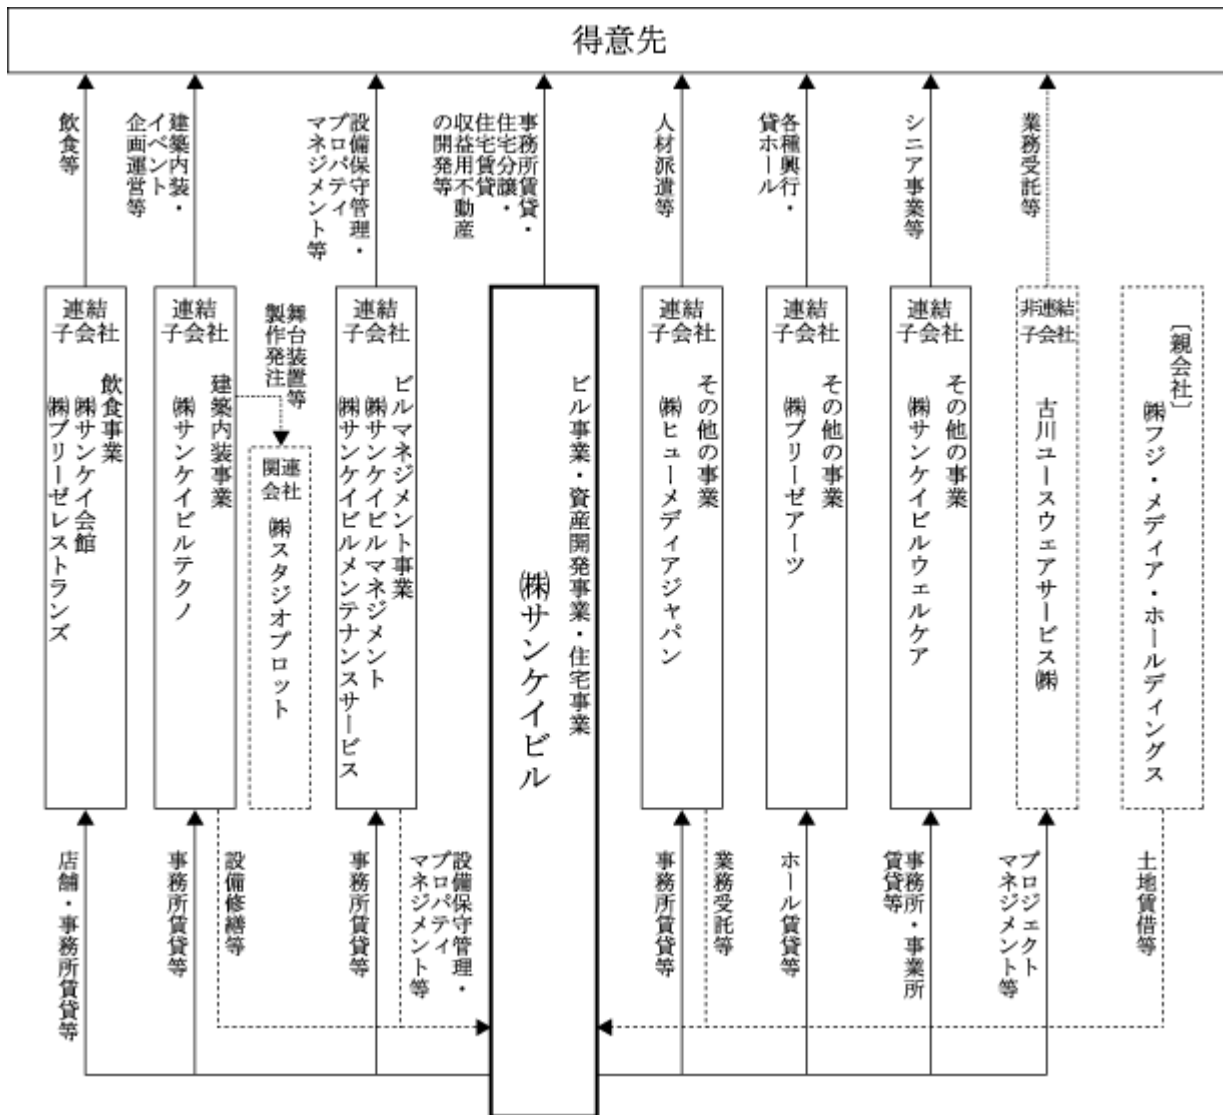 得意先
飲食等
建築内装・
イベント
企画運営等
設備保守管理・
プロパティ
マネジメント等
事務所賃貸・
住宅分譲・
住宅賃貸
収益用不動産
の開発等
人材派遣等
各種興行・
貸ホール
シニア事業等
業務受託等
連結
子会社
飲食事業
㈱サンケイ会館
㈱ブリーゼレストランズ
連結
子会社
建築内装事業
㈱サンケイビルテクノ
舞台装置等
製作発注
関連
会社
㈱スタジオプロット
連結
子会社
ビルマネジメント事業
㈱サンケイビルマネジメント
㈱サンケイビルメンテナンスサービス
ビル事業・資産開発事業・住宅事業
㈱サンケイビル
連結
子会社
その他の事業
㈱ヒューメディアジャパン
連結
子会社
その他の事業
㈱ブリーゼアーツ
連結
子会社
その他の事業
㈱サンケイビルウェルケア
非連結
子会社
古川ユースウェアサービス㈱
〔親会社〕
㈱フジ・メディア・ホールディングス
店舗・事務所賃貸等
事務所賃貸等
設備修繕等
事務所賃貸等
設備保守管理・
プロパティ
マネジメント等
事務所賃貸等
業務受託等
ホール賃貸等
事務所・事業所
賃貸等
プロジェクト
マネジメント等
土地賃借等